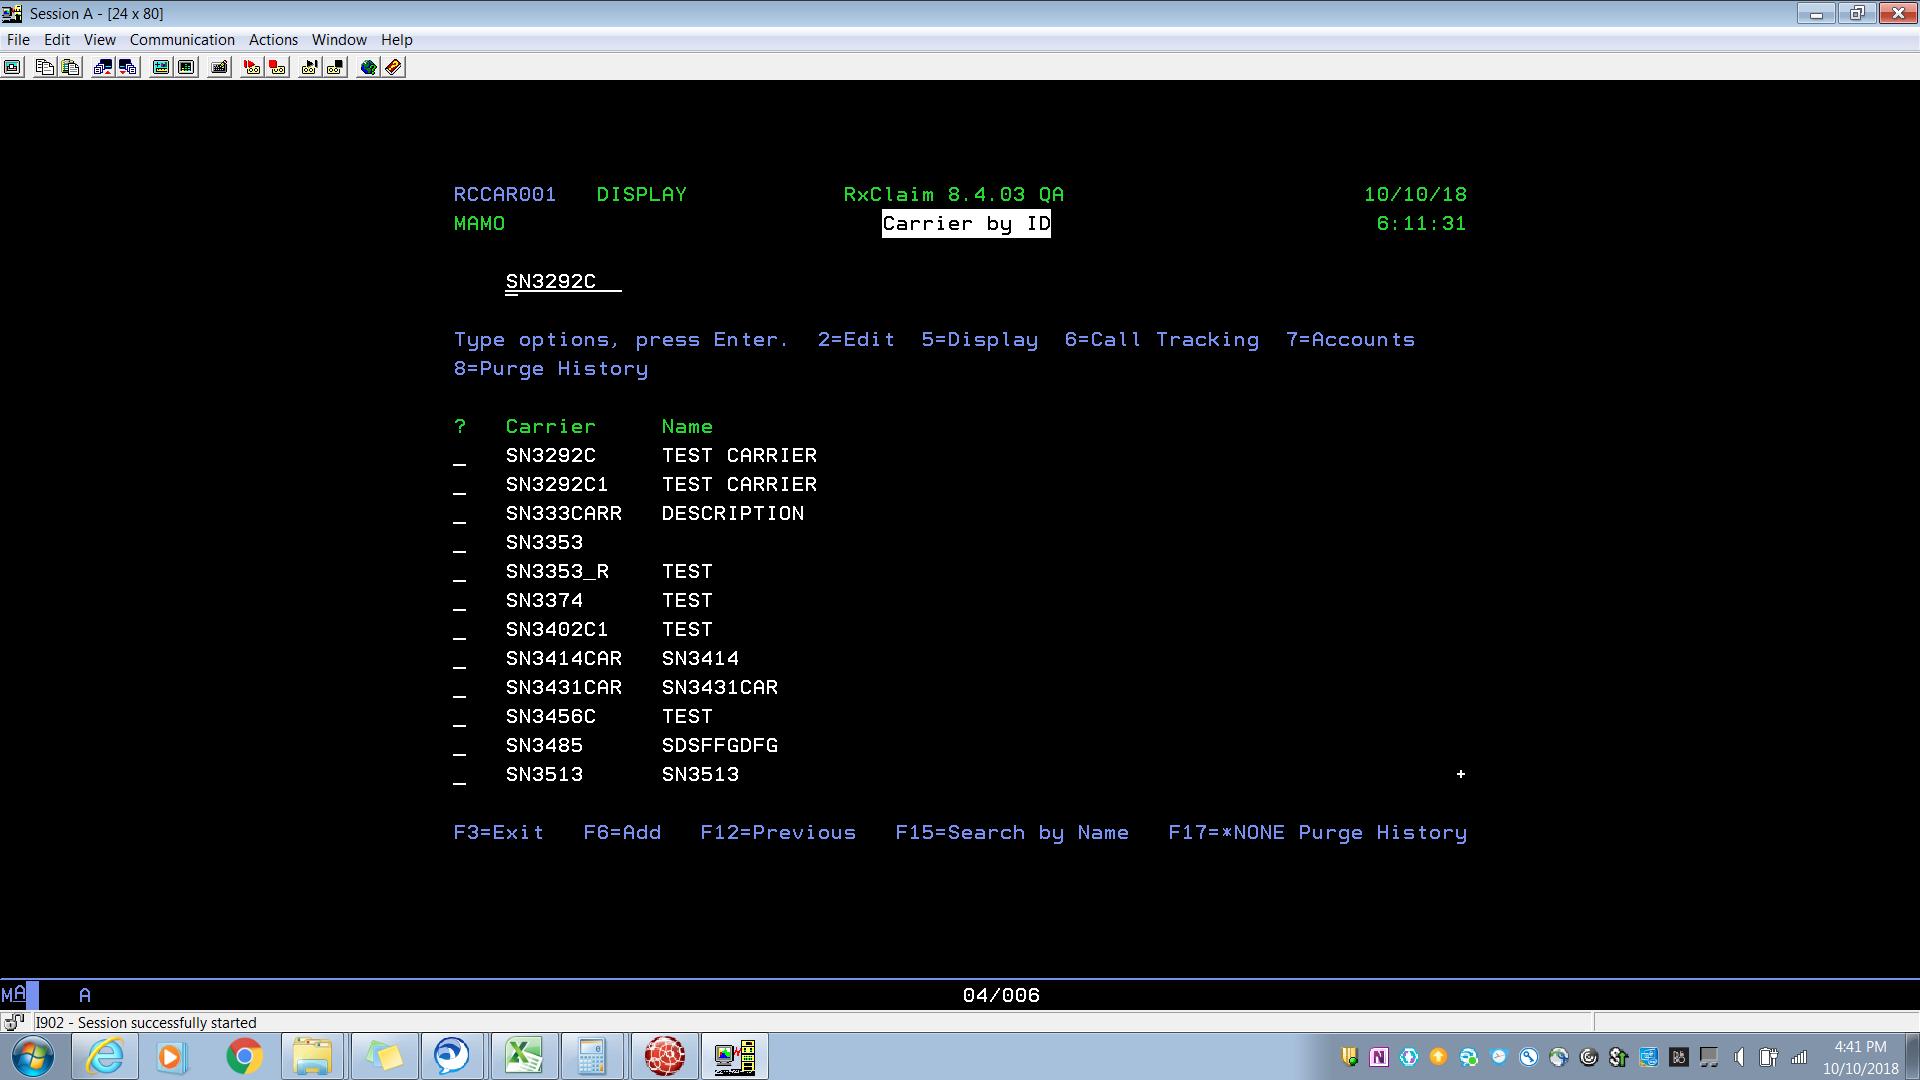 Session A - [24 x 80]
File Edit View Communication Actions Window Help
RCCAR001 DISPLAY RxClaim 8.4.03 QA 10/10/18
MAMO Carrier by ID 6:11:31
SN3292C
Type options, press Enter. 2=Edit 5=Display 6=Call Tracking 7=Accounts
8=Purge History
? Carrier Name
_ SN3292C TEST CARRIER
_ SN3292C1 TEST CARRIER
_ SN333CARR DESCRIPTION
_ SN3353
_ SN3353_R TEST
_ SN3374 TEST
_ SN3402C1 TEST
_ SN3414CAR SN3414
_ SN3431CAR SN3431CAR
_ SN3456C TEST
_ SN3485 SDSFFGDFG
_ SN3513 SN3513 +
F3=Exit F6=Add F12=Previous F15=Search by Name F17=*NONE Purge History
MA A 04/006
I902 - Session successfully started
4:41 PM
10/10/2018